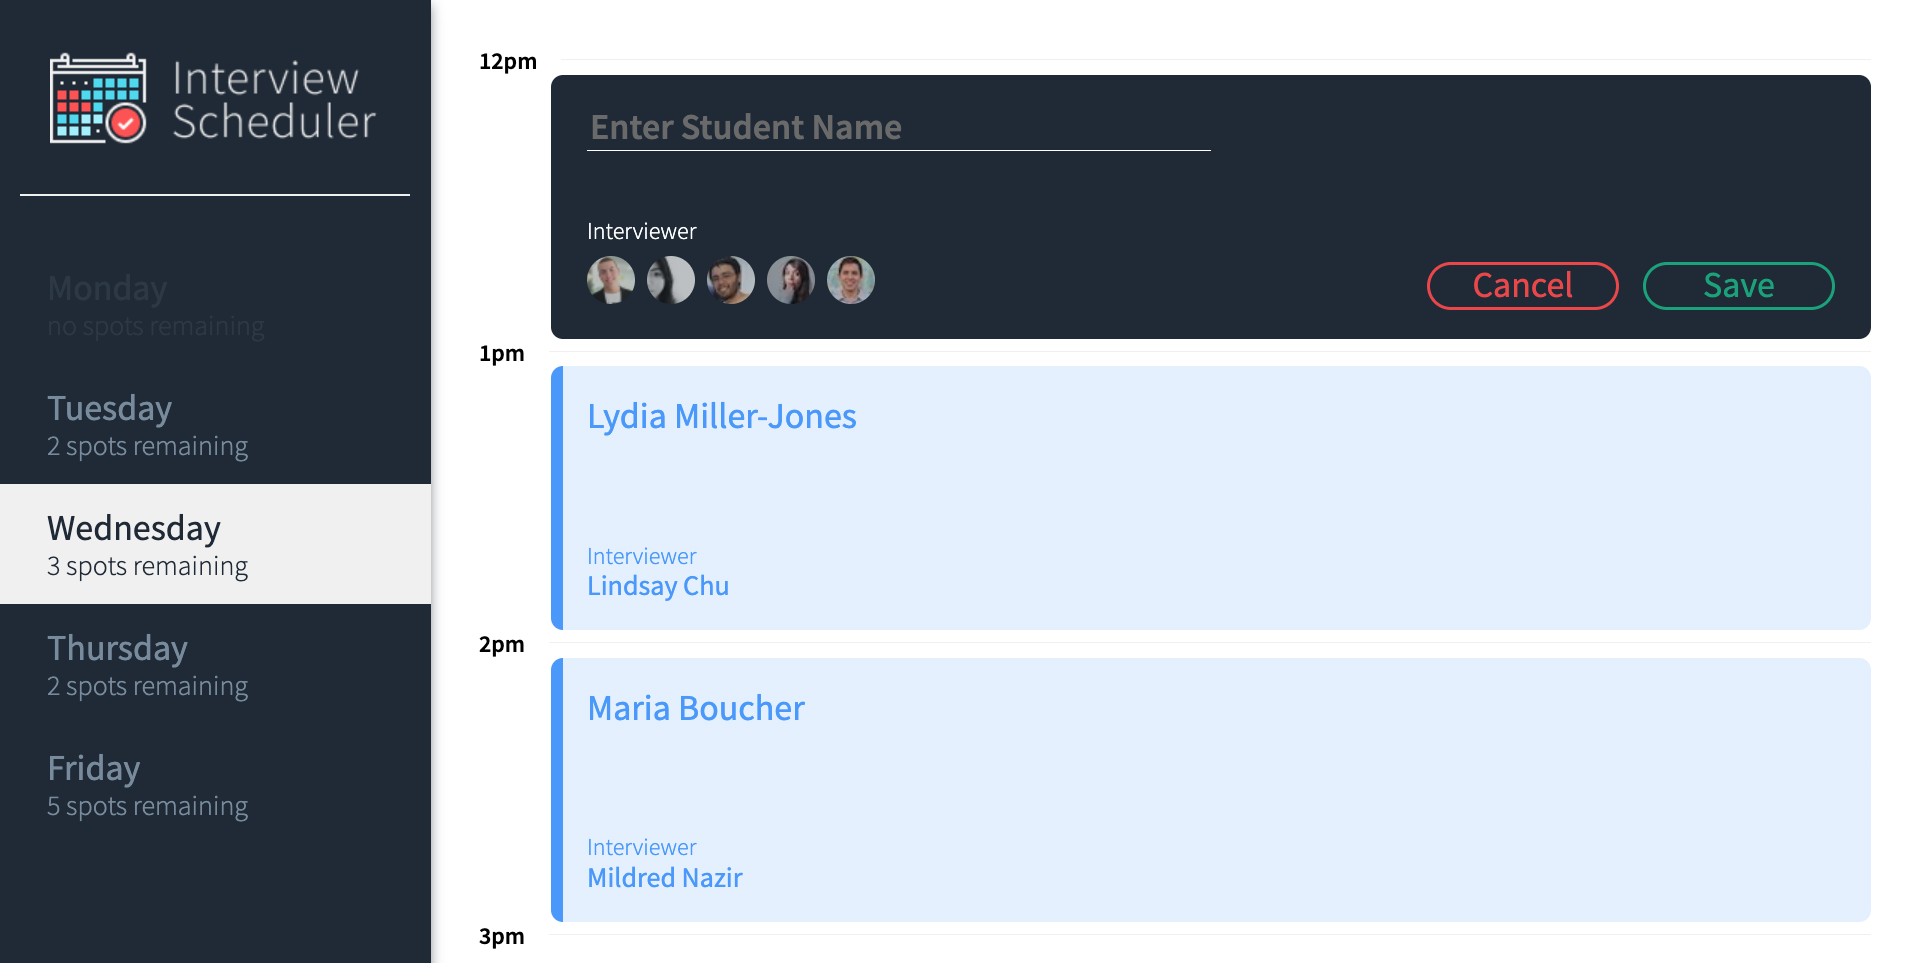 Interview
Scheduler
Monday
no spots remaining
Tuesday
2 spots remaining
Wednesday
3 spots remaining
Thursday
2 spots remaining
Friday
5 spots remaining
12pm
Enter Student Name
Interviewer
Cancel
Save
1pm
Lydia Miller-Jones
Interviewer
Lindsay Chu
2pm
Maria Boucher
Interviewer
Mildred Nazir
3pm